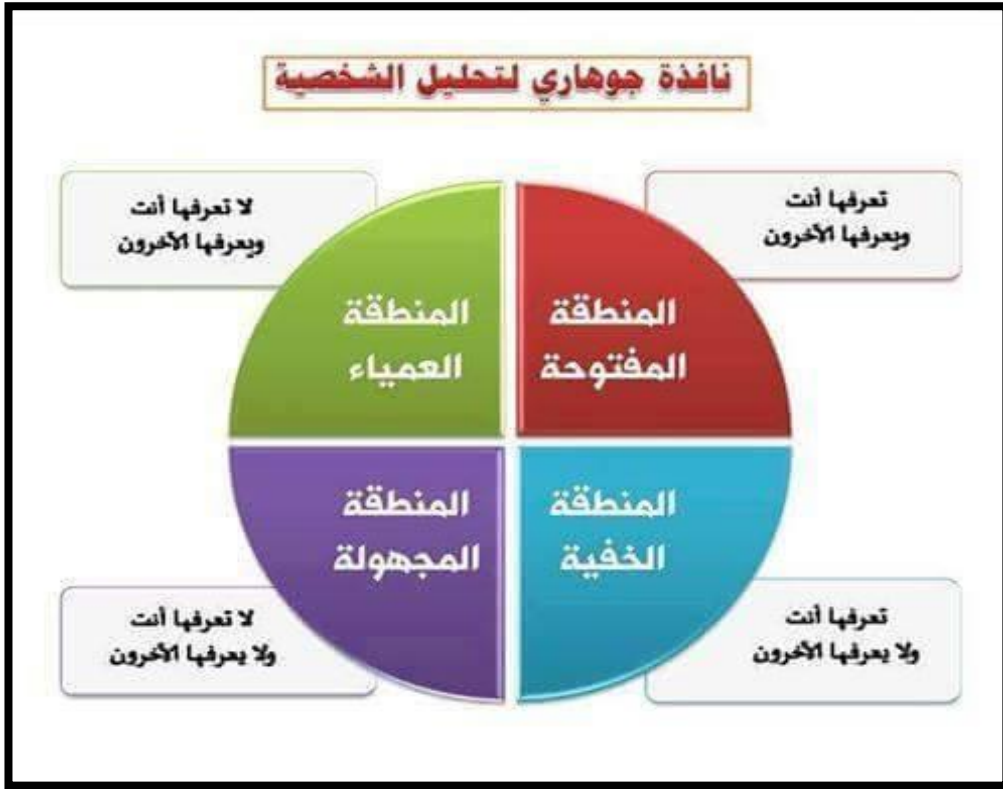 نافذة جوهاري لتحليل الشخصية
تعرفها أنت
ويعرفها الآخرون
المنطقة
المفتوحة
لا تعرفها أنت
ويعرفها الآخرون
المنطقة
العمياء
المنطقة
الخفية
تعرفها أنت
ولا يعرفها الآخرون
المنطقة
المجهولة
لا تعرفها أنت
ولا يعرفها الآخرون